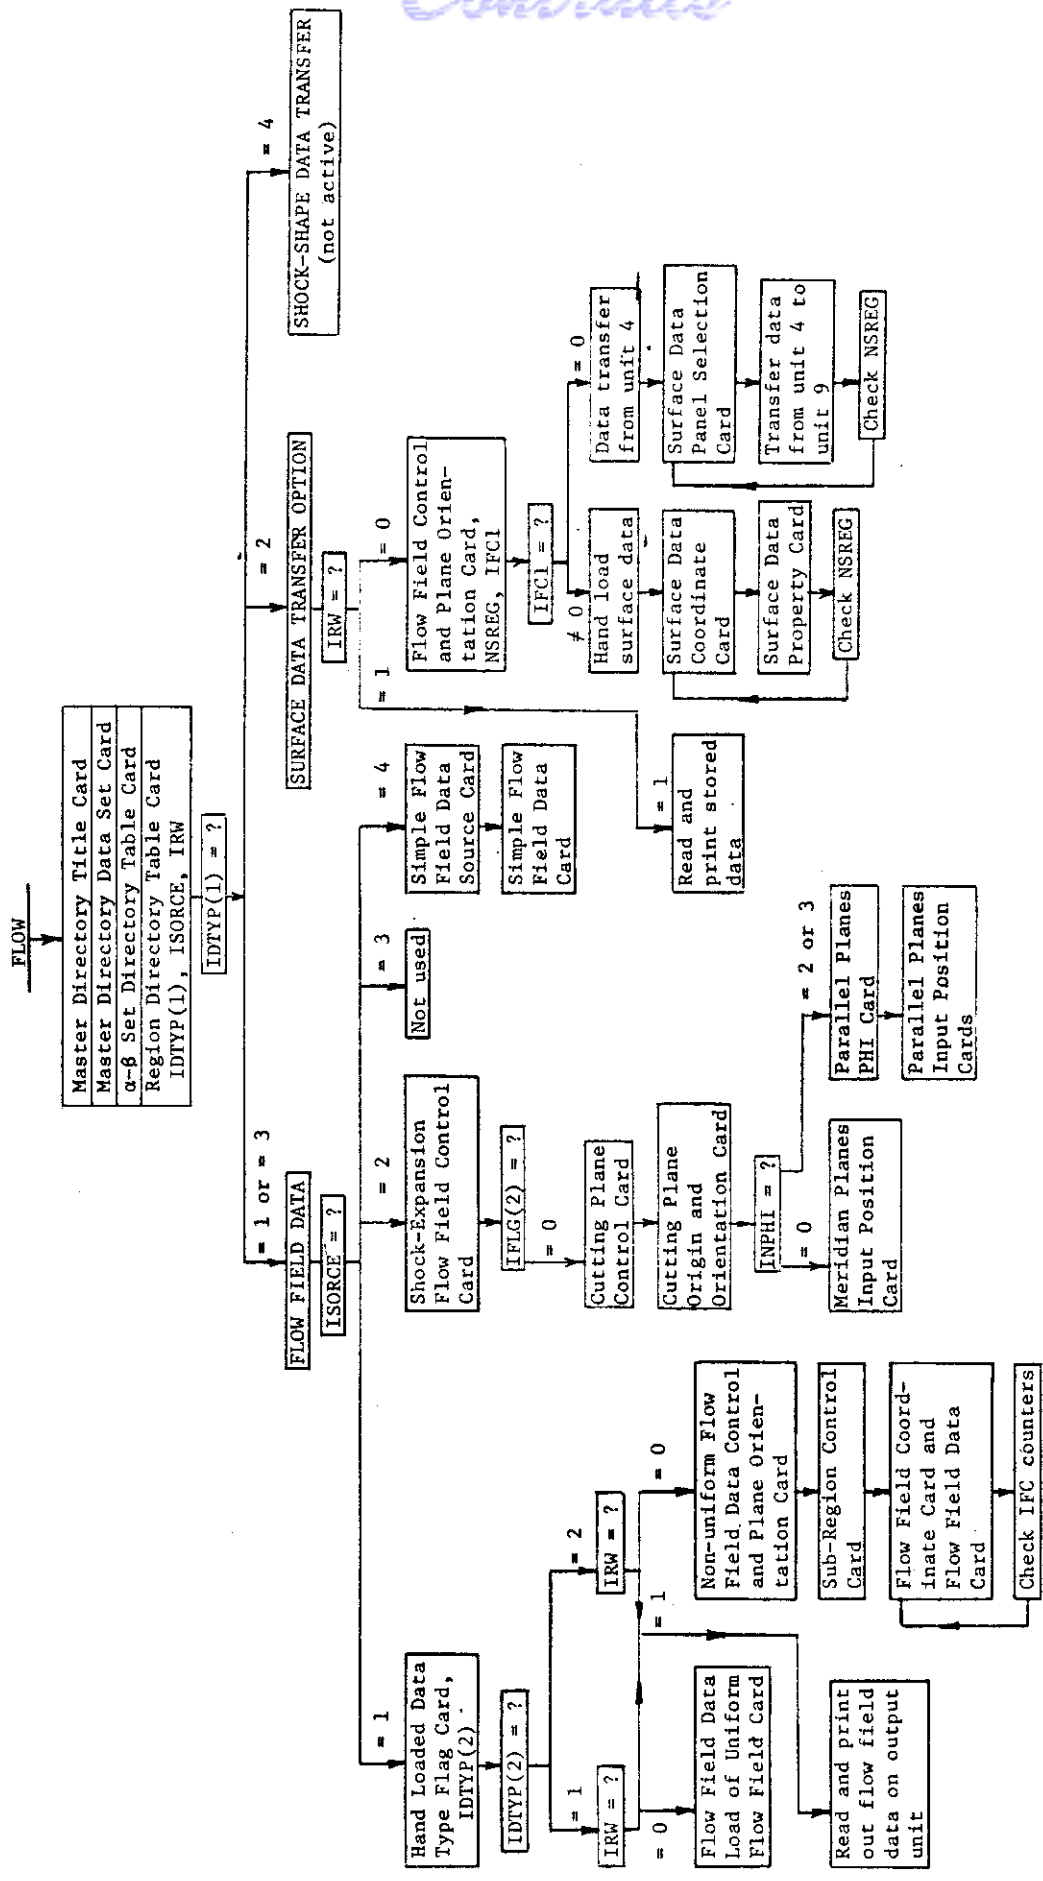 FLOW
Master Directory Title Card
Master Directory Data Set Card
α-β Set Directory Table Card
Region Directory Table Card
IDTYP(1), ISORCE, IRW
IDTYP(1) = ?
= 1 or = 3
= 2
= 4
FLOW FIELD DATA
SURFACE DATA TRANSFER OPTION
SHOCK-SHAPE DATA TRANSFER
(not active)
ISORCE = ?
IRW = ?
= 1
= 2
= 3
= 4
= 1
= 0
Hand Loaded Data
Type Flag Card,
IDTYP(2)
Shock-Expansion
Flow Field Control
Card
Not used
Simple Flow
Field Data
Source Card
Flow Field Control
and Plane Orien-
tation Card,
NSREG, IFC1
IDTYP(2) = ?
IFLG(2) = ?
Simple Flow
Field Data
Card
IFC1 = ?
= 1
= 2
= 0
≠ 0
= 0
IRW = ?
IRW = ?
Cutting Plane
Control Card
Hand load
surface data
Data transfer
from unit 4
= 0
= 1
= 0
= 1
Flow Field Data
Load of Uniform
Flow Field Card
Non-uniform Flow
Field Data Control
and Plane Orien-
tation Card
Cutting Plane
Origin and
Orientation Card
Read and
print stored
data
Surface Data
Coordinate
Card
Surface Data
Panel Selection
Card
INPHI = ?
= 0
= 2 or 3
Surface Data
Property Card
Transfer data
from unit 4 to
unit 9
Read and print
out flow field
data on output
unit
Sub-Region Control
Card
Meridian Planes
Input Position
Card
Parallel Planes
PHI Card
Check NSREG
Check NSREG
Flow Field Coord-
inate Card and
Flow Field Data
Card
Parallel Planes
Input Position
Cards
Check IFC counters